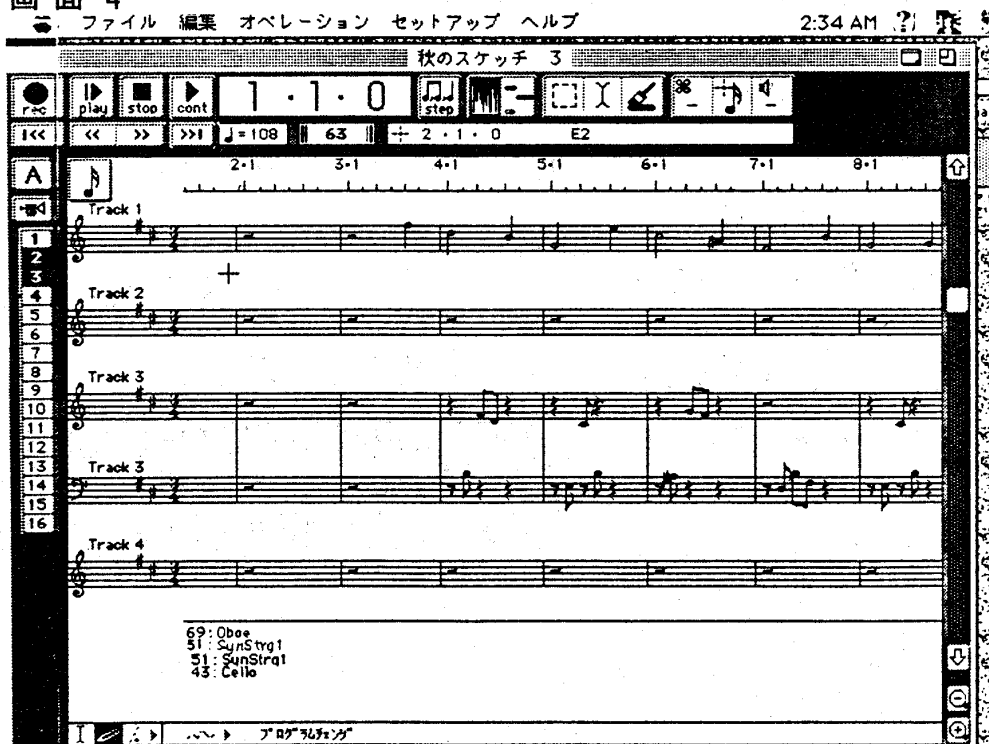 画面 4
ファイル 編集 オペレーション セットアップ ヘルプ 2:34 AM
秋のスケッチ 3
rec play stop cont 1・1・0 step
♩=108 63 2・1・0 E2
A 2・1 3・1 4・1 5・1 6・1 7・1 8・1
Track 1
1
2
3
Track 2
4
5
6
7
Track 3
8
9
10
11
12
Track 3
13
14
15
16
Track 4
69:Oboe
51:SynStrg1
51:SynStrg1
43:Cello
プログラムチェンジ